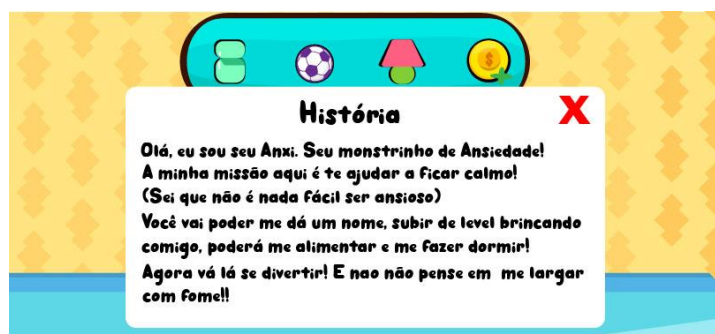 História
X
Olá, eu sou seu Anxi. Seu monstrinho de Ansiedade!
A minha missão aqui é te ajudar a ficar calmo!
(Sei que não é nada fácil ser ansioso)
Você vai poder me dá um nome, subir de level brincando
comigo, poderá me alimentar e me fazer dormir!
Agora vá lá se divertir! E nao não pense em me largar
com fome!!